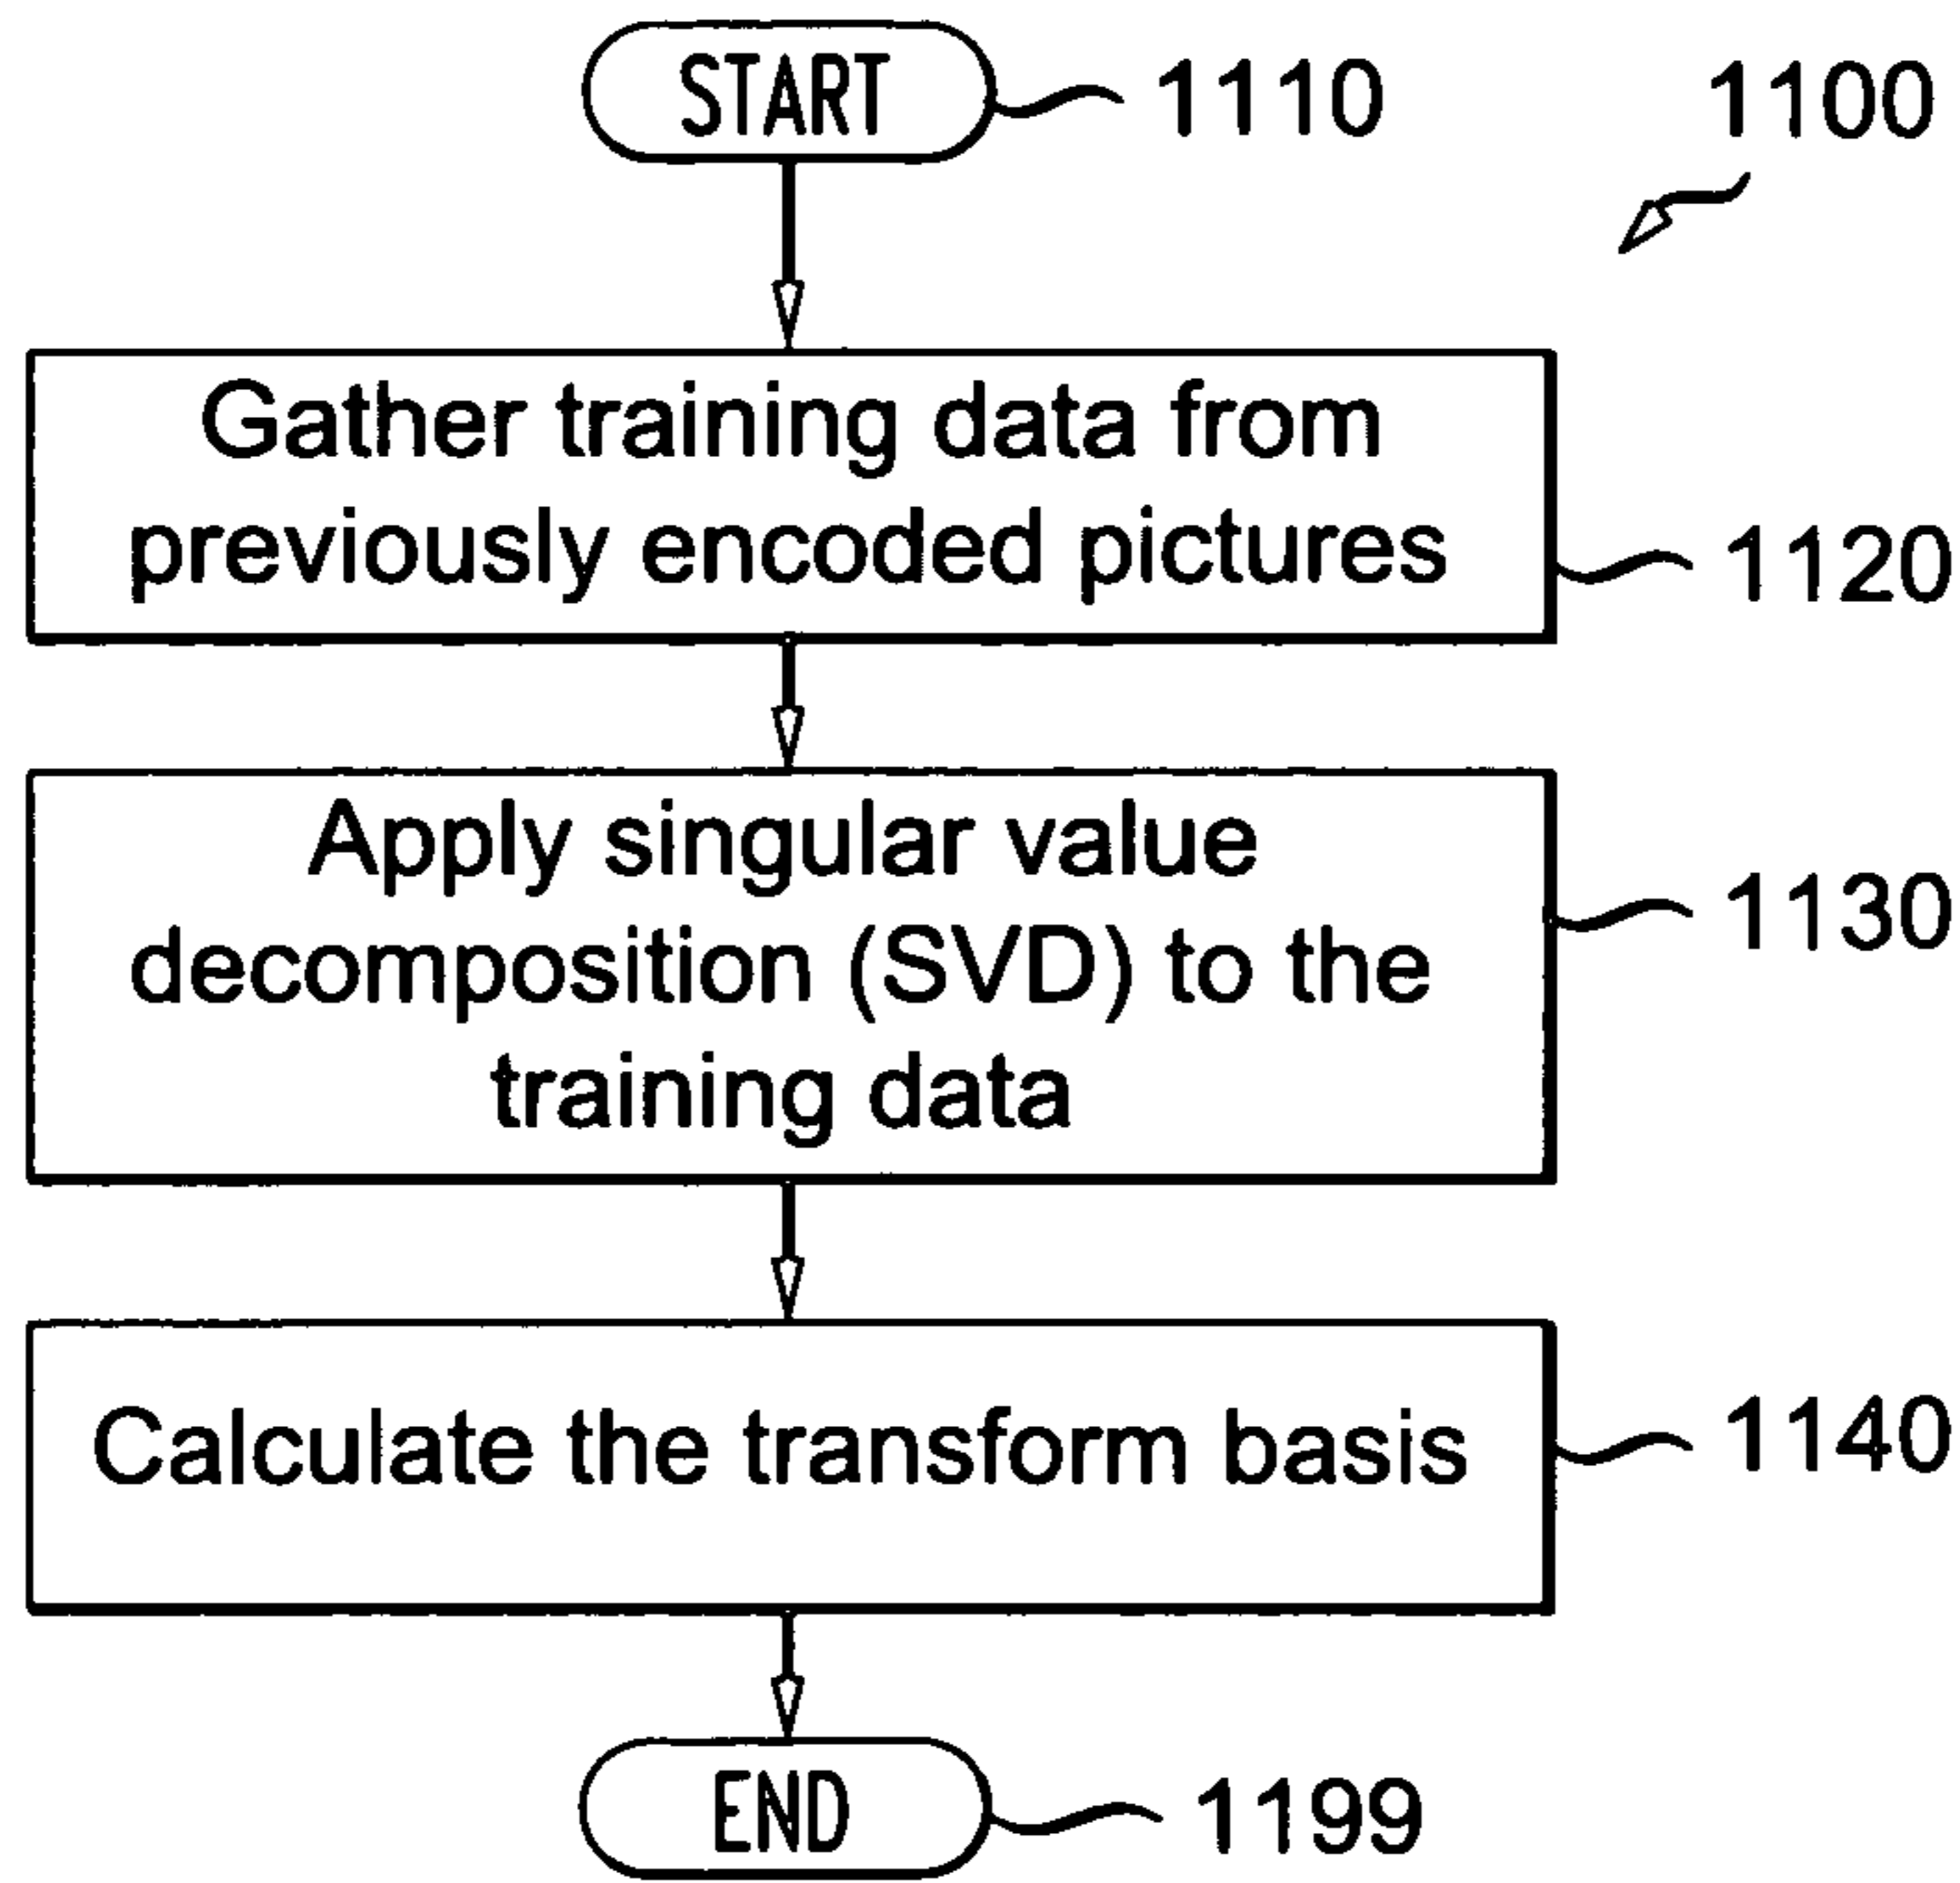 START
1110
1100
Gather training data from
previously encoded pictures
1120
Apply singular value
decomposition (SVD) to the
training data
1130
Calculate the transform basis
1140
END
1199